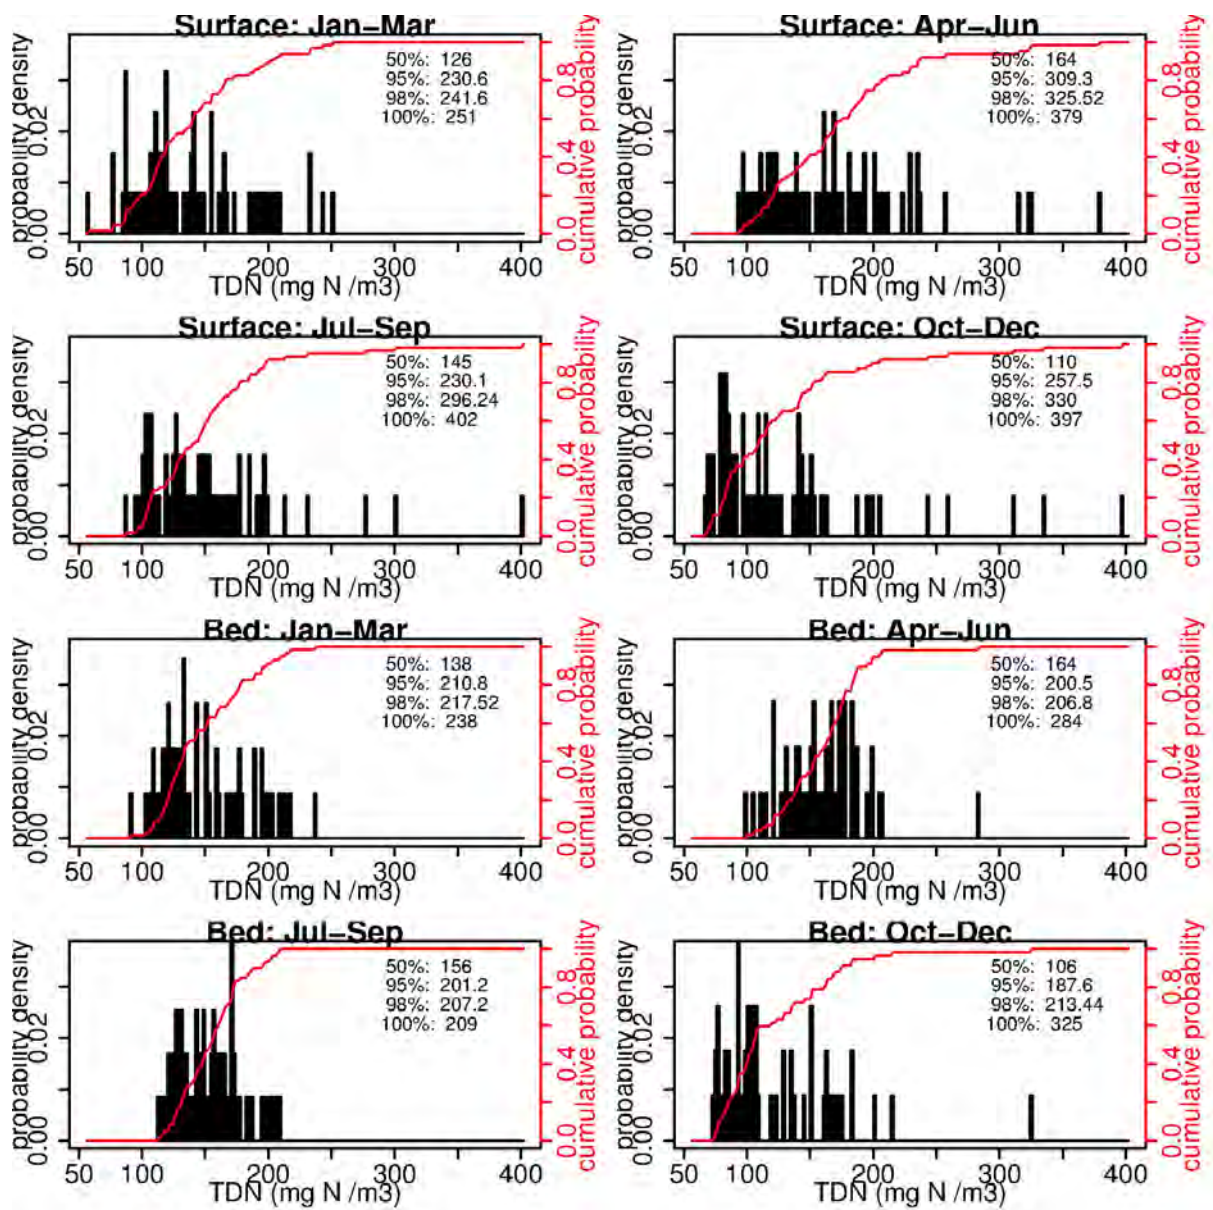 Surface: Jan−Mar
probability density
0.00 0.02
50%: 126
95%: 230.6
98%: 241.6
100%: 251
0.0 0.4 0.8
cumulative probability
50 100 200 300 400
TDN (mg N /m3)
Surface: Apr−Jun
probability density
0.00 0.02
50%: 164
95%: 309.3
98%: 325.52
100%: 379
0.0 0.4 0.8
cumulative probability
50 100 200 300 400
TDN (mg N /m3)
Surface: Jul−Sep
probability density
0.00 0.02
50%: 145
95%: 230.1
98%: 296.24
100%: 402
0.0 0.4 0.8
cumulative probability
50 100 200 300 400
TDN (mg N /m3)
Surface: Oct−Dec
probability density
0.00 0.02
50%: 110
95%: 257.5
98%: 330
100%: 397
0.0 0.4 0.8
cumulative probability
50 100 200 300 400
TDN (mg N /m3)
Bed: Jan−Mar
probability density
0.00 0.02
50%: 138
95%: 210.8
98%: 217.52
100%: 238
0.0 0.4 0.8
cumulative probability
50 100 200 300 400
TDN (mg N /m3)
Bed: Apr−Jun
probability density
0.00 0.02
50%: 164
95%: 200.5
98%: 206.8
100%: 284
0.0 0.4 0.8
cumulative probability
50 100 200 300 400
TDN (mg N /m3)
Bed: Jul−Sep
probability density
0.00 0.02
50%: 156
95%: 201.2
98%: 207.2
100%: 209
0.0 0.4 0.8
cumulative probability
50 100 200 300 400
TDN (mg N /m3)
Bed: Oct−Dec
probability density
0.00 0.02
50%: 106
95%: 187.6
98%: 213.44
100%: 325
0.0 0.4 0.8
cumulative probability
50 100 200 300 400
TDN (mg N /m3)